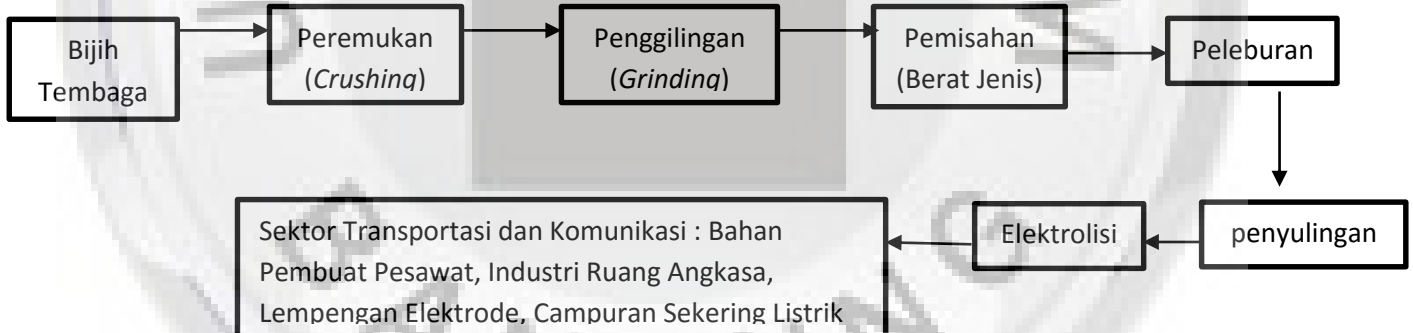 Bijih
Tembaga
Peremukan
(Crushing)
Penggilingan
(Grinding)
Pemisahan
(Berat Jenis)
Peleburan
penyulingan
Elektrolisi
Sektor Transportasi dan Komunikasi : Bahan
Pembuat Pesawat, Industri Ruang Angkasa,
Lempengan Elektrode, Campuran Sekering Listrik